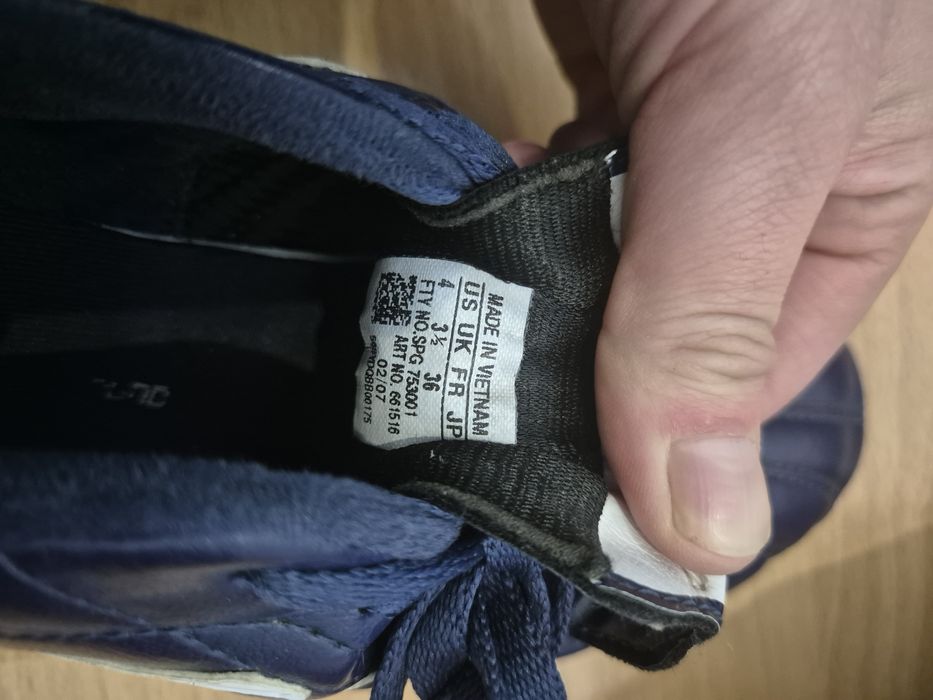 MADE IN VIETNAM
US UK FR JP
4 3½ 36
FTY NO.SPG 753001
ART NO. 661516
02/07